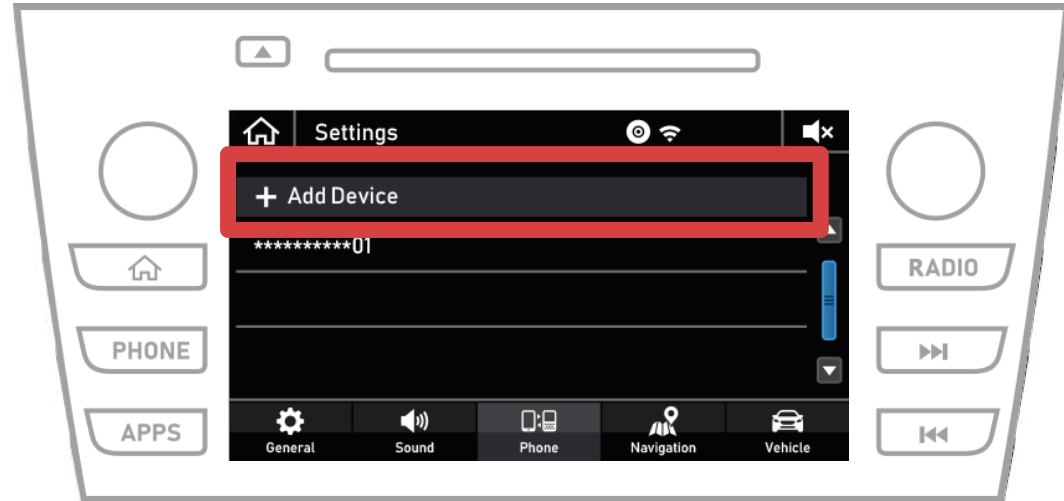 Settings
+ Add Device
**********01
RADIO
PHONE
APPS
General Sound Phone Navigation Vehicle